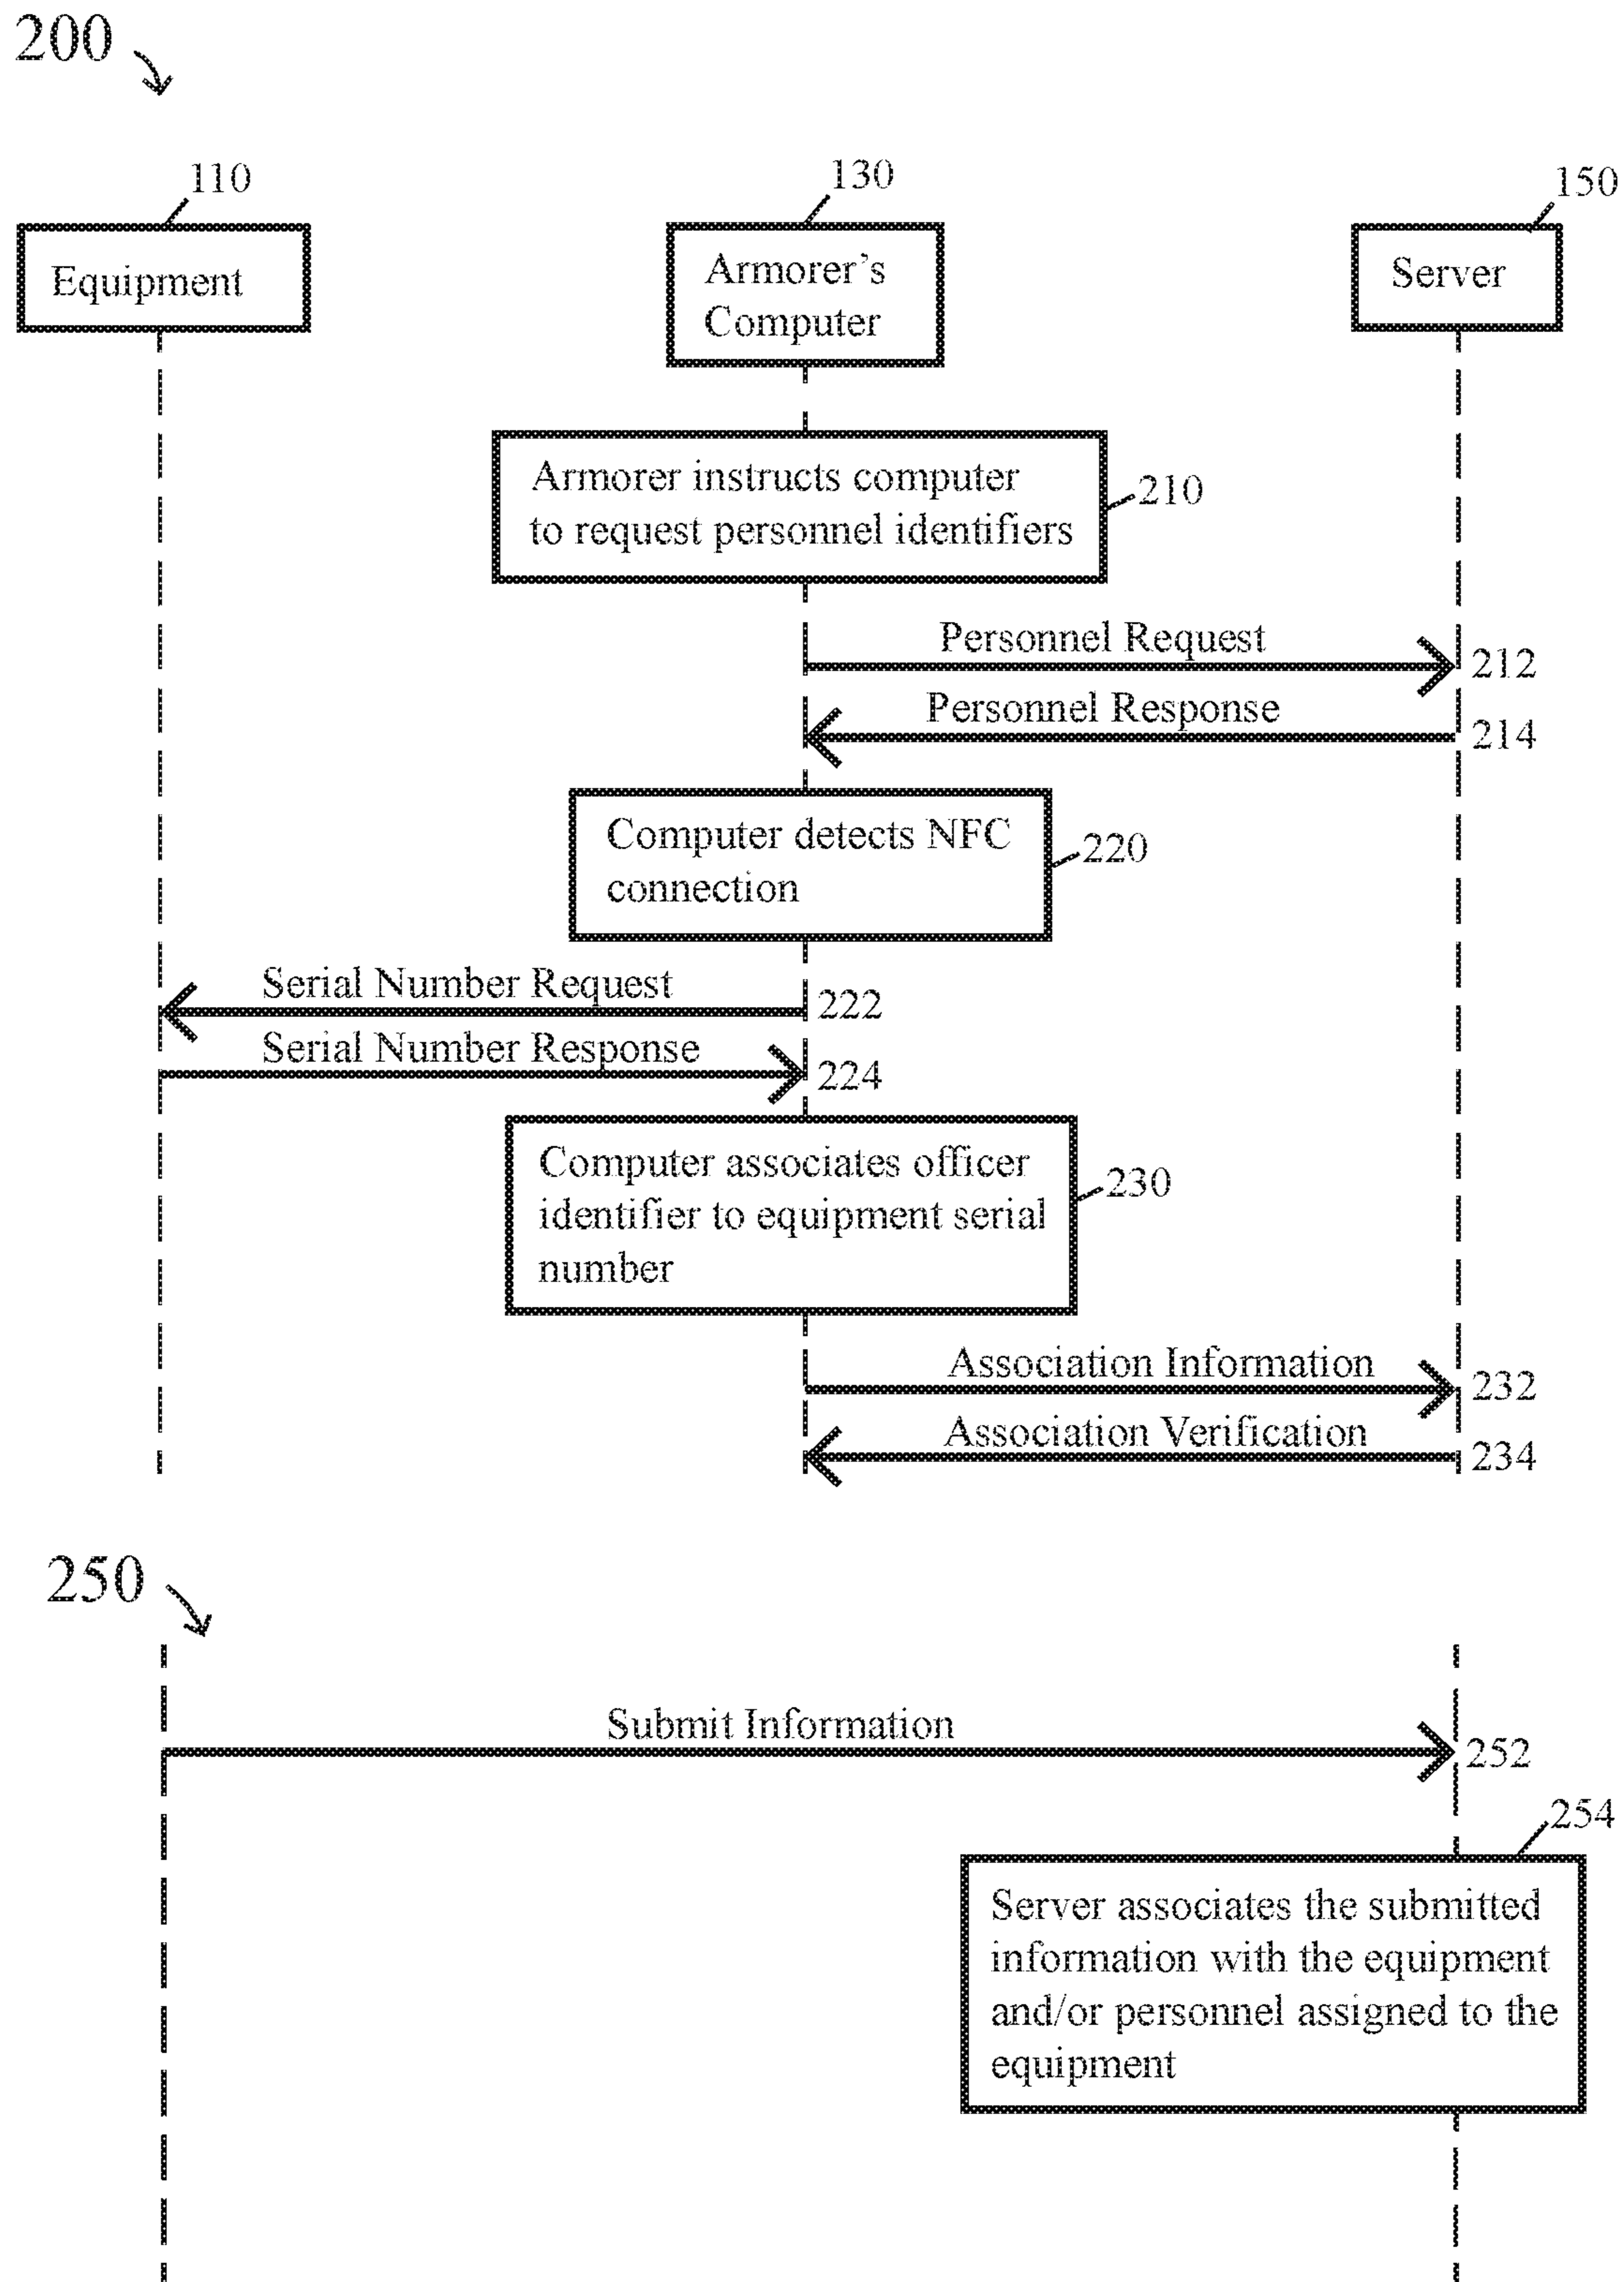 200
110
130
150
Equipment
Armorer's
Computer
Server
Armorer instructs computer
to request personnel identifiers
210
Personnel Request
212
Personnel Response
214
Computer detects NFC
connection
220
Serial Number Request
222
Serial Number Response
224
Computer associates officer
identifier to equipment serial
number
230
Association Information
232
Association Verification
234
250
Submit Information
252
254
Server associates the submitted
information with the equipment
and/or personnel assigned to the
equipment